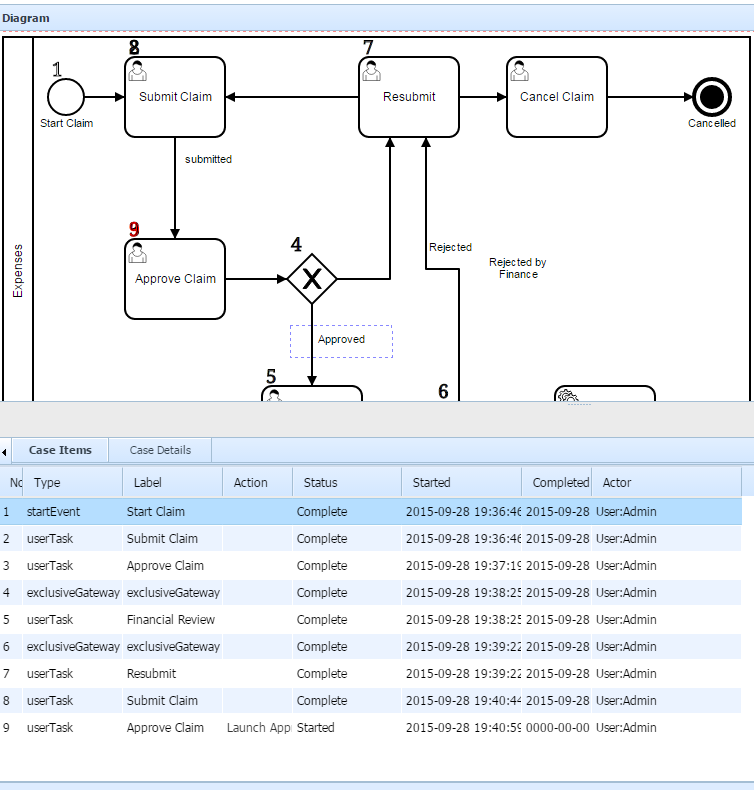 Diagram
8
7
1
Submit Claim
Resubmit
Cancel Claim
Start Claim
Cancelled
submitted
9
4
Rejected
Rejected by
Finance
Expenses
Approve Claim
X
Approved
5
6
Case Items
Case Details
No Type Label Action Status Started Completed Actor
1 startEvent Start Claim Complete 2015-09-28 19:36:46 2015-09-28 User:Admin
2 userTask Submit Claim Complete 2015-09-28 19:36:46 2015-09-28 User:Admin
3 userTask Approve Claim Complete 2015-09-28 19:37:19 2015-09-28 User:Admin
4 exclusiveGateway exclusiveGateway Complete 2015-09-28 19:38:25 2015-09-28 User:Admin
5 userTask Financial Review Complete 2015-09-28 19:38:25 2015-09-28 User:Admin
6 exclusiveGateway exclusiveGateway Complete 2015-09-28 19:39:22 2015-09-28 User:Admin
7 userTask Resubmit Complete 2015-09-28 19:39:22 2015-09-28 User:Admin
8 userTask Submit Claim Complete 2015-09-28 19:40:44 2015-09-28 User:Admin
9 userTask Approve Claim Launch App Started 2015-09-28 19:40:59 0000-00-00 User:Admin